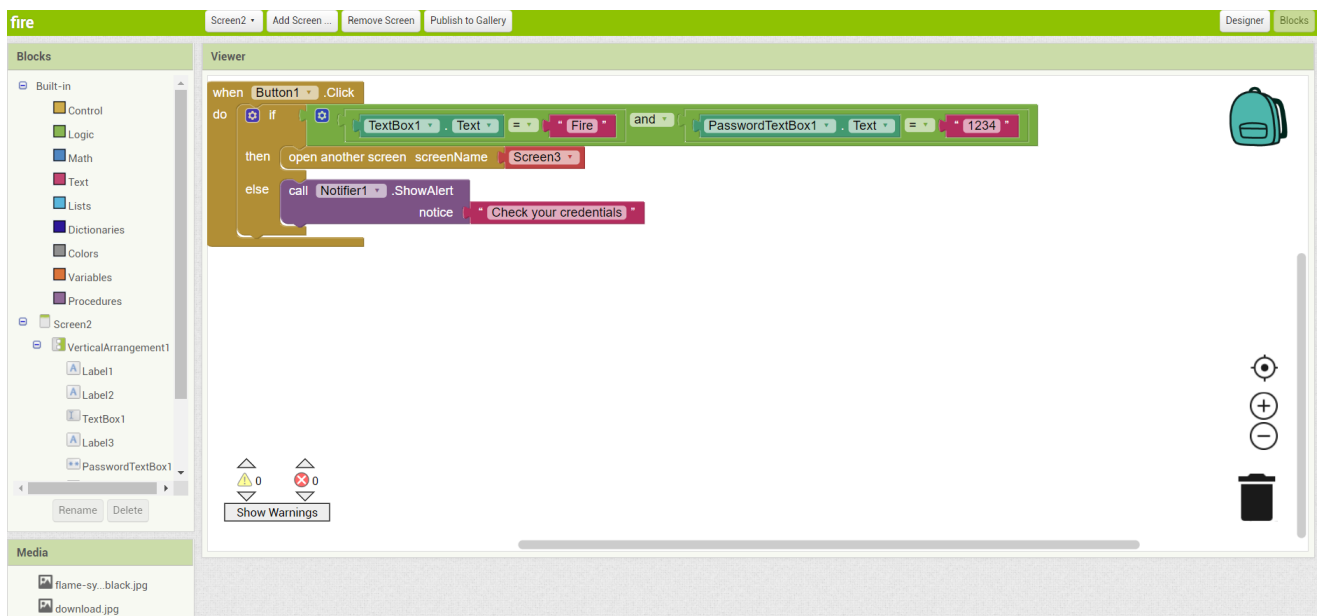 fire
Screen2
Add Screen ...
Remove Screen
Publish to Gallery
Designer
Blocks
Blocks
Built-in
Control
Logic
Math
Text
Lists
Dictionaries
Colors
Variables
Procedures
Screen2
VerticalArrangement1
Label1
Label2
TextBox1
Label3
PasswordTextBox1
Rename
Delete
Media
flame-sy...black.jpg
download.jpg
Viewer
when Button1 .Click
do if TextBox1 . Text = " Fire " and PasswordTextBox1 . Text = " 1234 "
then open another screen screenName Screen3
else call Notifier1 .ShowAlert
notice " Check your credentials "
0 0
Show Warnings